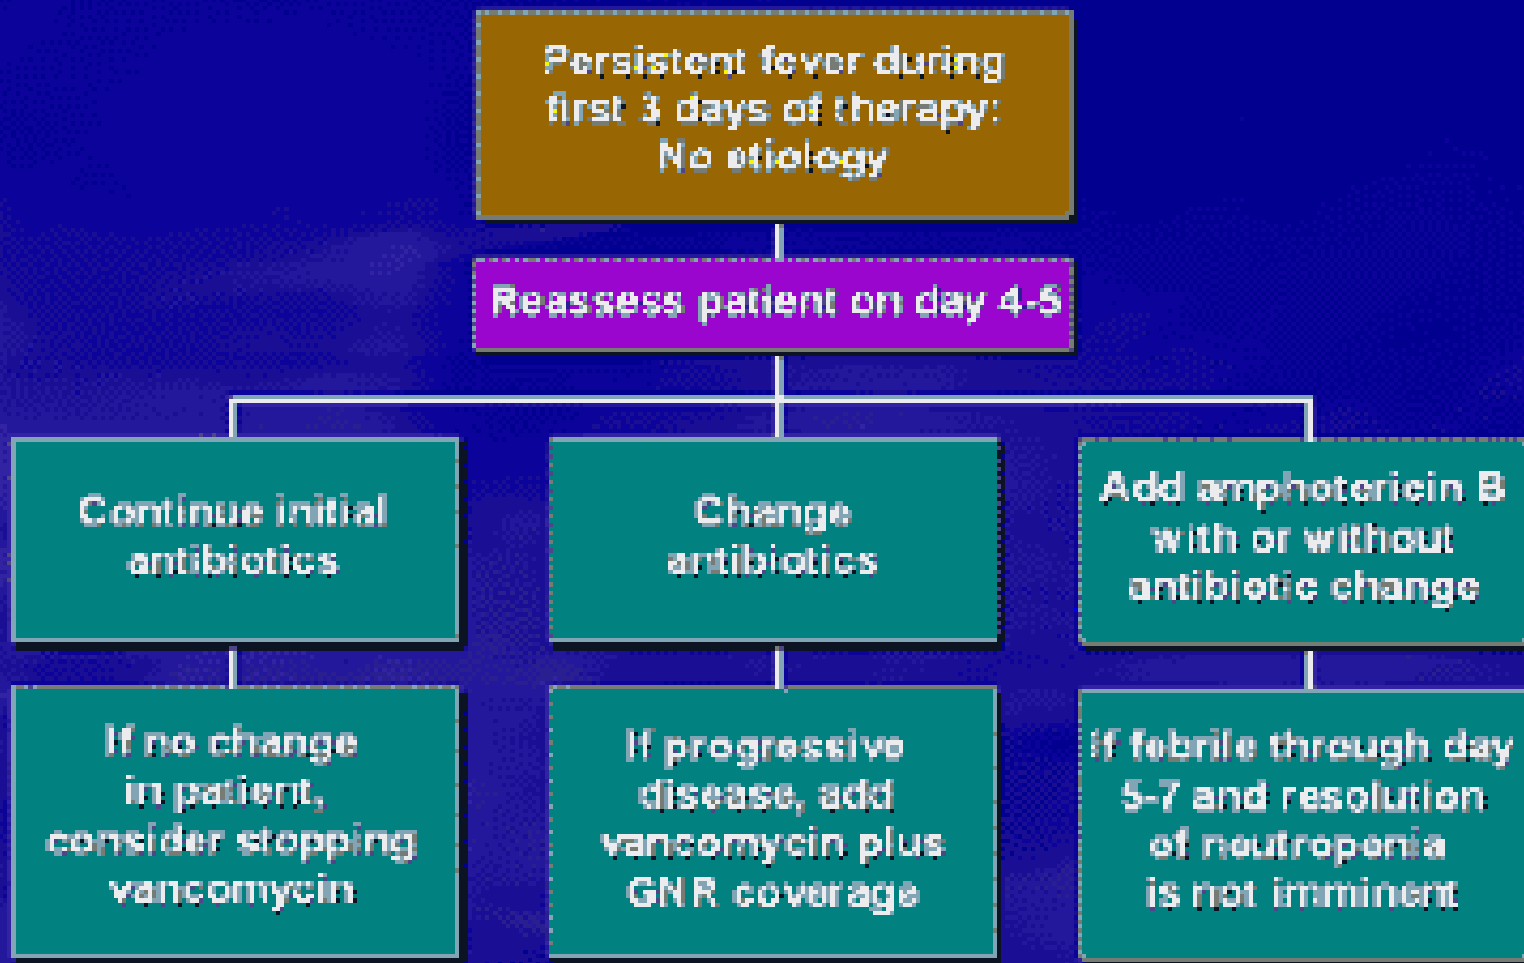 Persistent fever during
first 3 days of therapy:
No etiology
Reassess patient on day 4-5
Continue initial
antibiotics
Change
antibiotics
Add amphotericin B
with or without
antibiotic change
If no change
in patient,
consider stopping
vancomycin
If progressive
disease, add
vancomycin plus
GNR coverage
If febrile through day
5-7 and resolution
of neutropenia
is not imminent